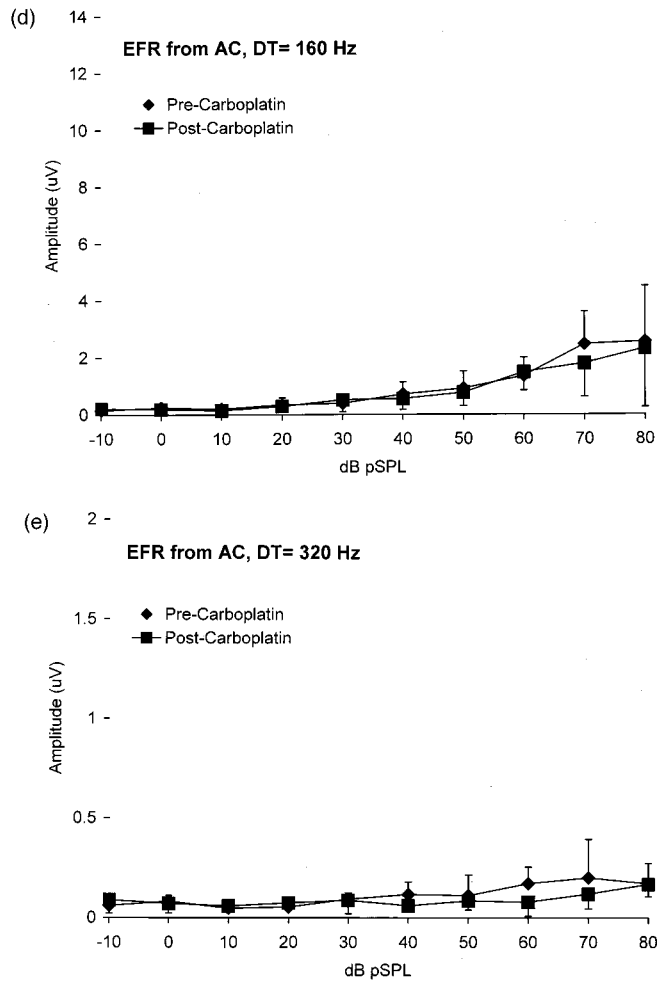 (d)
14
EFR from AC, DT= 160 Hz
12
Pre-Carboplatin
10
Post-Carboplatin
8
6
4
2
0
Amplitude (uV)
-10 0 10 20 30 40 50 60 70 80
dB pSPL
(e)
2
EFR from AC, DT= 320 Hz
1.5
Pre-Carboplatin
Post-Carboplatin
1
0.5
0
Amplitude (uV)
-10 0 10 20 30 40 50 60 70 80
dB pSPL